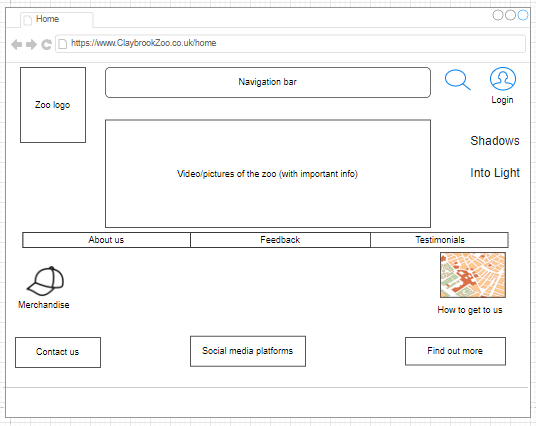 Home
https://www.ClaybrookZoo.co.uk/home
Zoo logo
Navigation bar
Login
Shadows
Into Light
Video/pictures of the zoo (with important info)
About us
Feedback
Testimonials
Merchandise
How to get to us
Contact us
Social media platforms
Find out more